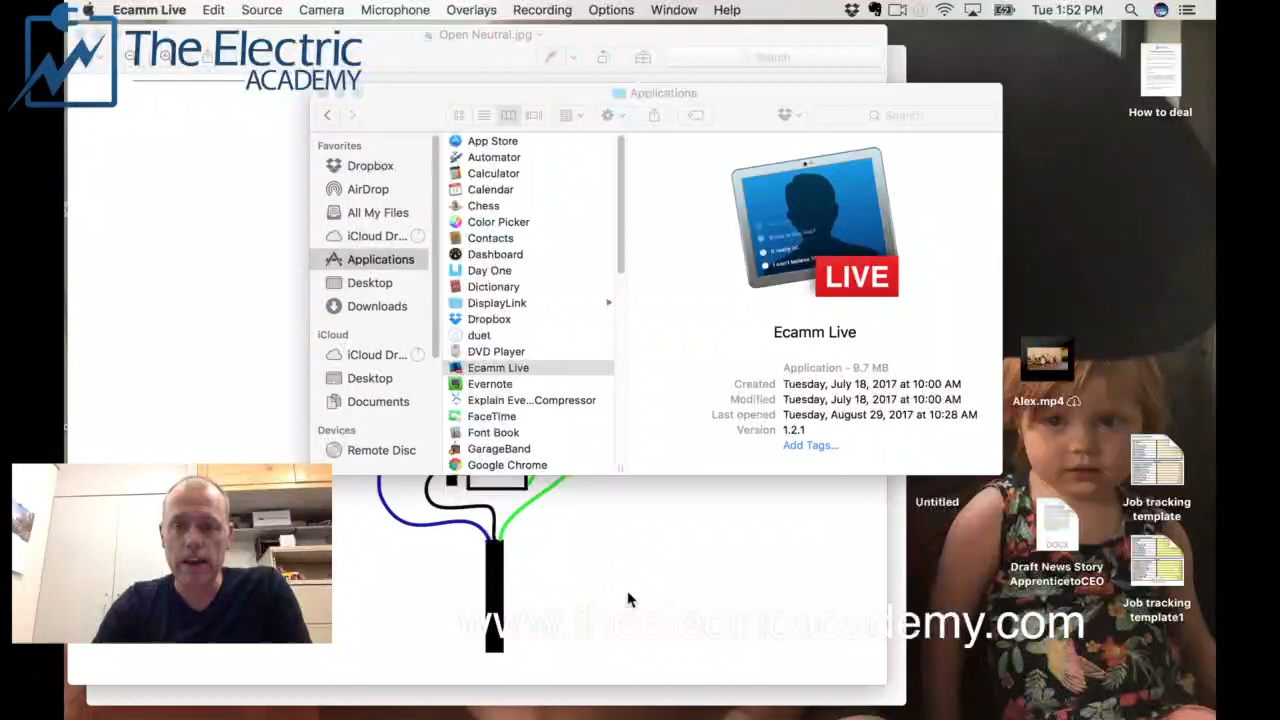 Ecamm Live Edit Source Camera Microphone Overlays Recording Options Window Help Tue 1:52 PM
The Electric
ACADEMY
Open Neutral.jpg
Search
Applications
Search
Favorites
Dropbox
AirDrop
All My Files
iCloud Dr...
Applications
Desktop
Downloads
iCloud
iCloud Dr...
Desktop
Documents
Devices
Remote Disc
App Store
Automator
Calculator
Calendar
Chess
Color Picker
Contacts
Dashboard
Day One
Dictionary
DisplayLink
Dropbox
duet
DVD Player
Ecamm Live
Evernote
Explain Eve...Compressor
FaceTime
Font Book
GarageBand
Google Chrome
LIVE
Ecamm Live
Application - 9.7 MB
Created Tuesday, July 18, 2017 at 10:00 AM
Modified Tuesday, July 18, 2017 at 10:00 AM
Last opened Tuesday, August 29, 2017 at 10:28 AM
Version 1.2.1
Add Tags...
How to deal
Alex.mp4
Untitled
Job tracking
template
DOCX
Draft News Story
ApprenticetoCEO
Job tracking
template1
www.theelectricacademy.com